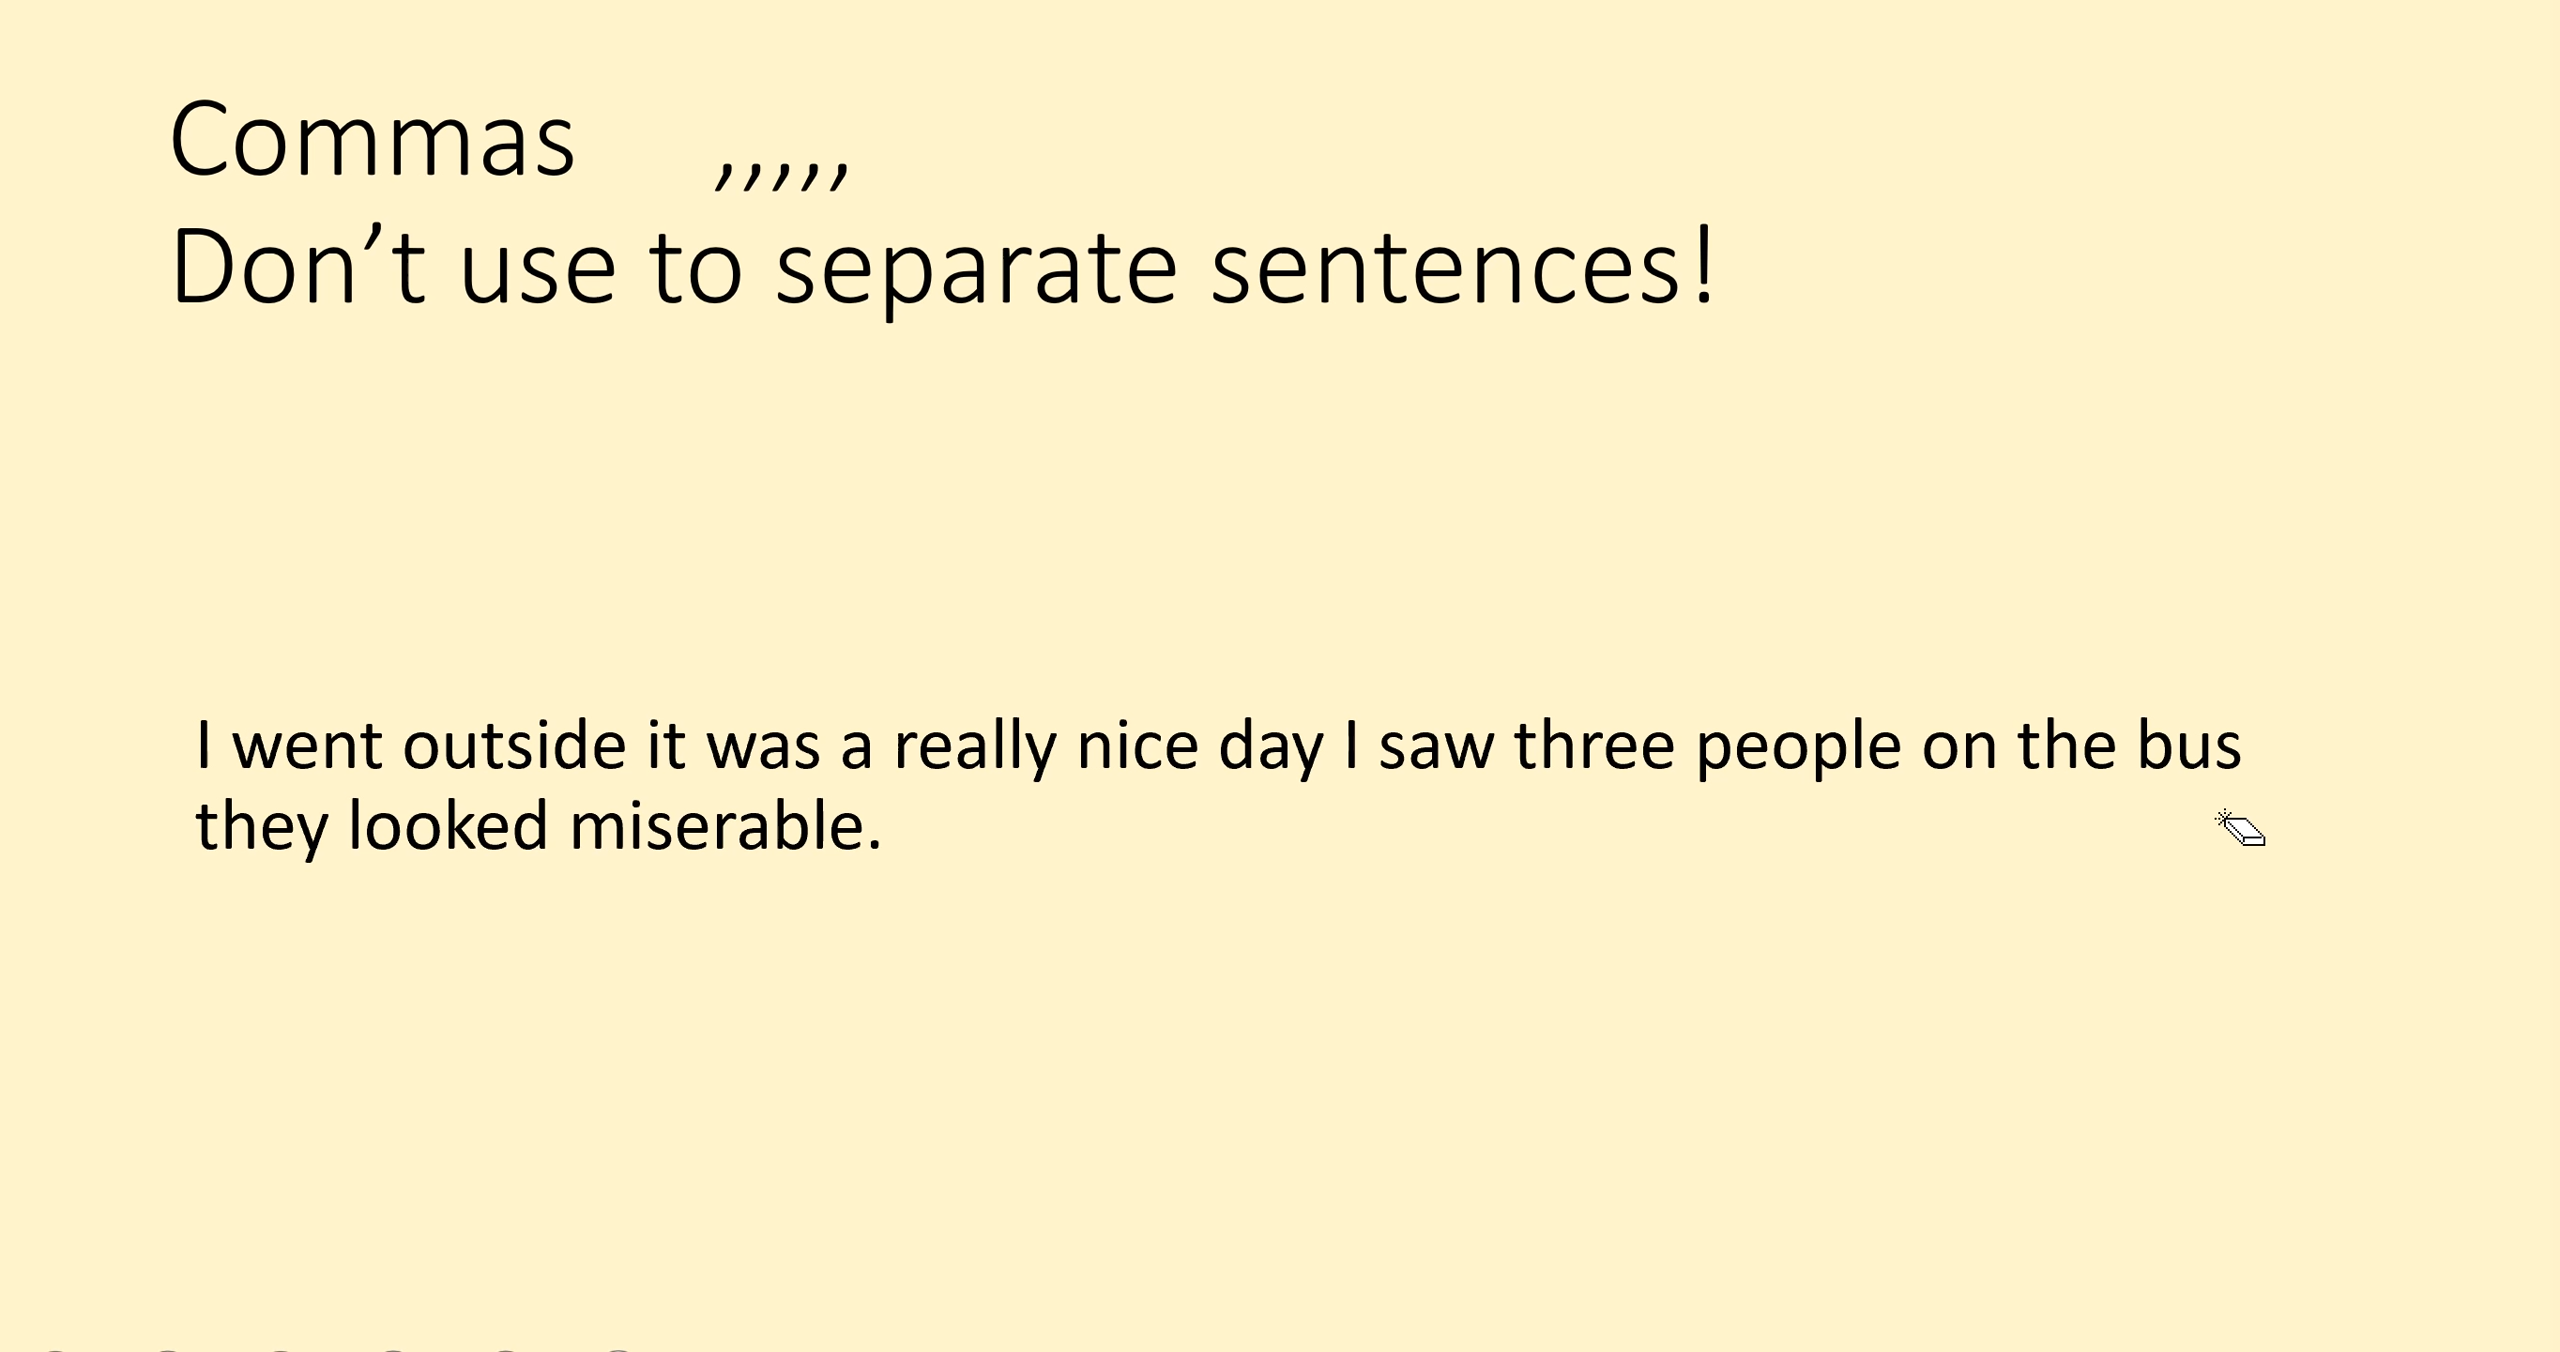 Commas ,,,,,
Don’t use to separate sentences!
I went outside it was a really nice day I saw three people on the bus
they looked miserable.